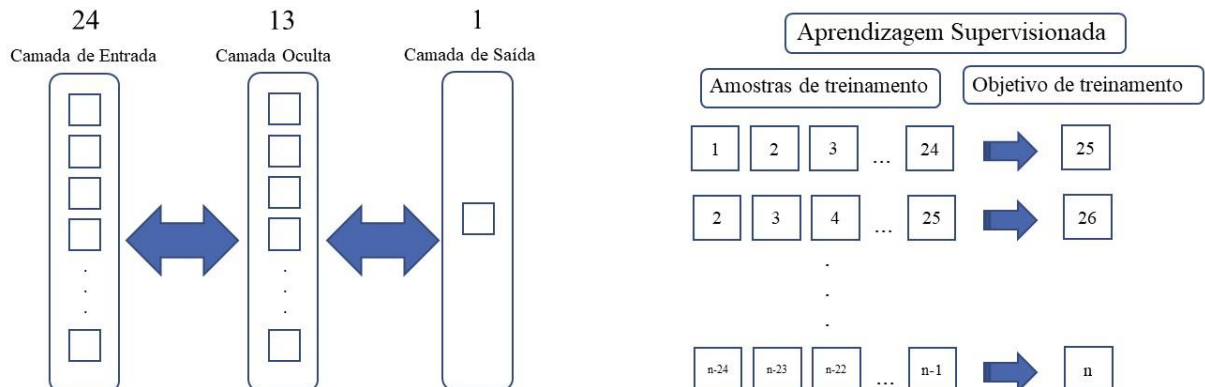 24
13
1
Camada de Entrada
Camada Oculta
Camada de Saída
.
.
.
.
.
.
Aprendizagem Supervisionada
Amostras de treinamento
Objetivo de treinamento
1 2 3 ... 24 25
2 3 4 ... 25 26
.
.
.
n-24 n-23 n-22 ... n-1 n